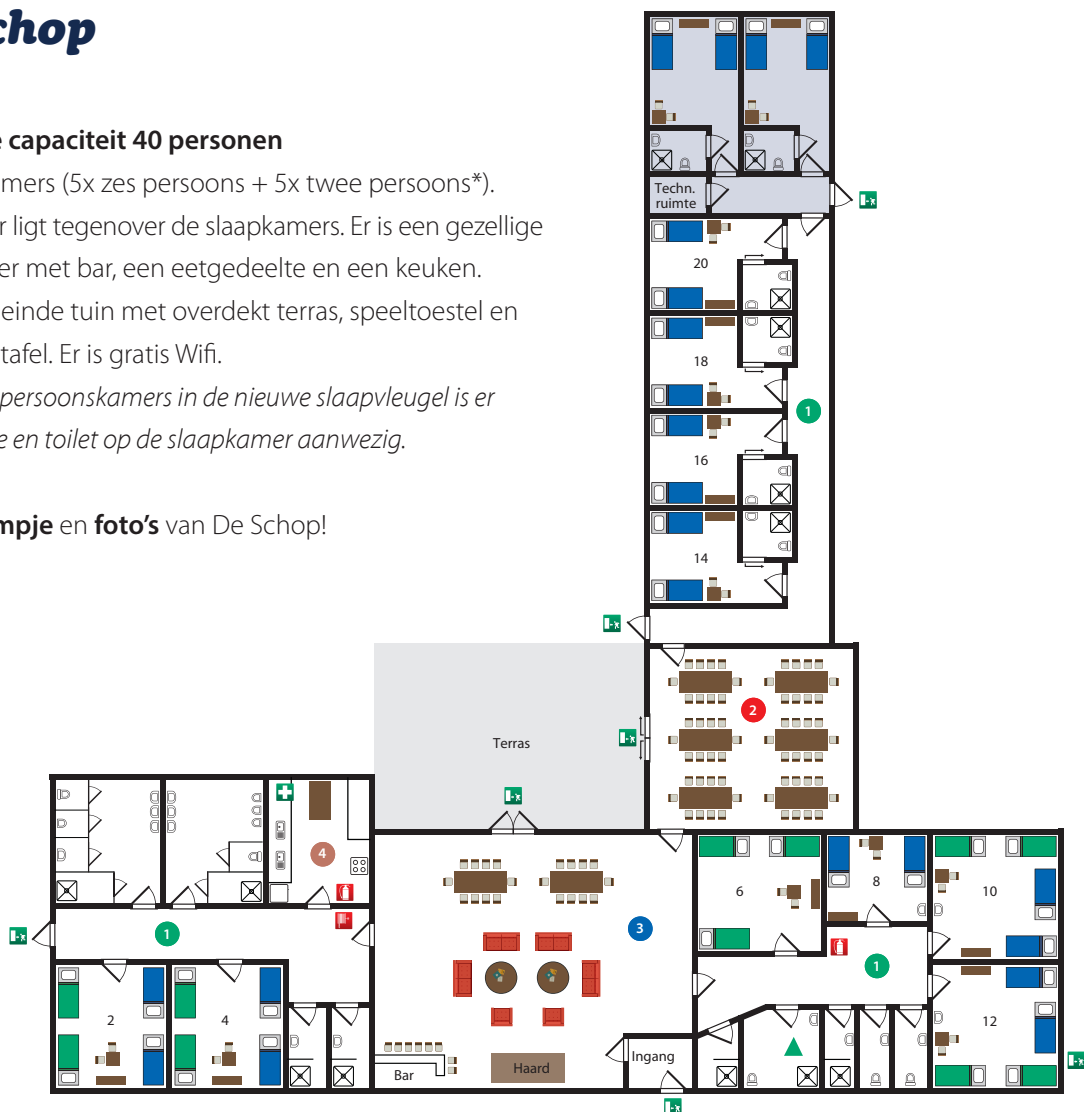 chop
e capaciteit 40 personen
amers (5x zes persoons + 5x twee persoons*).
r ligt tegenover de slaapkamers. Er is een gezellige
er met bar, een eetgedeelte en een keuken.
einde tuin met overdekt terras, speeltoestel en
tafel. Er is gratis Wifi.
persoonskamers in de nieuwe slaapvleugel is er
e en toilet op de slaapkamer aanwezig.
mpje en foto's van De Schop!
Techn.
ruimte
20
18
1
16
14
2
Terras
4
6
8
10
3
1
1
2
4
12
Ingang
Bar
Haard